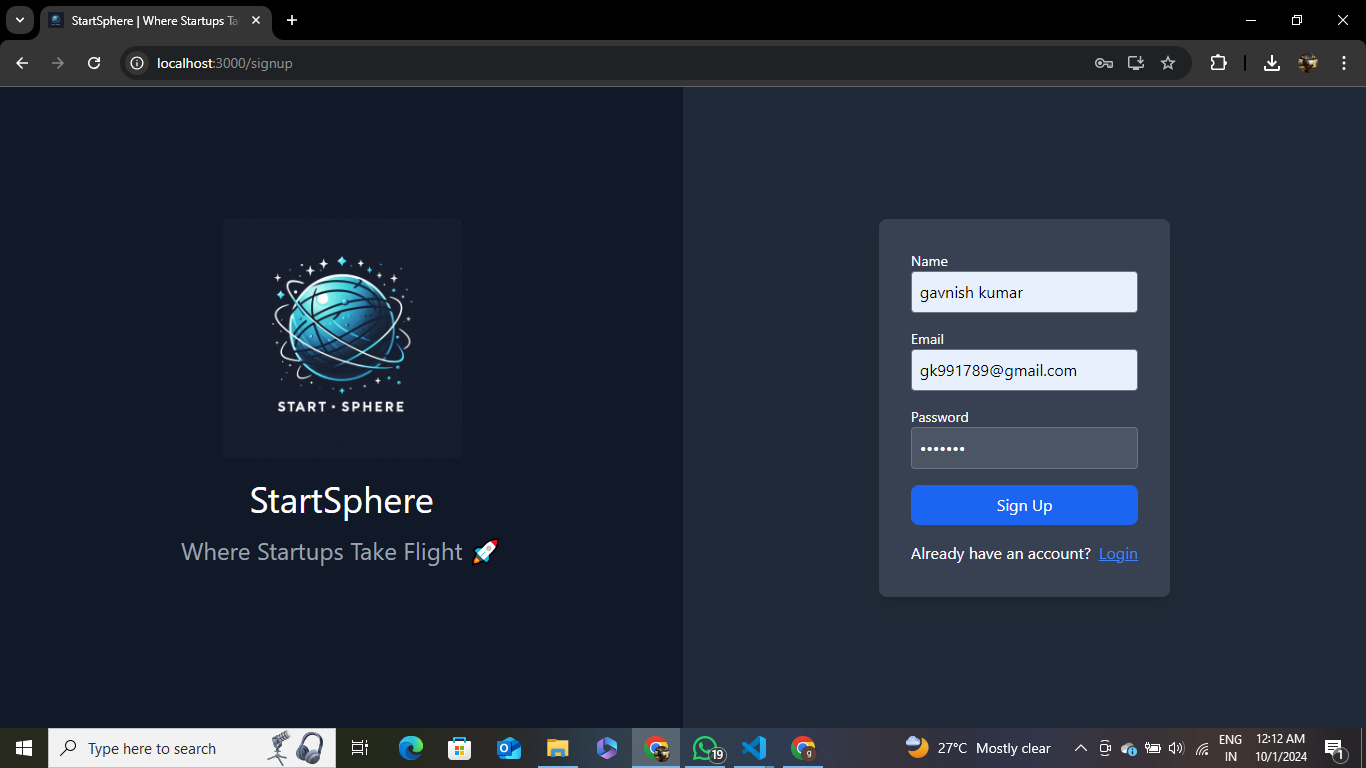 StartSphere | Where Startups Ta
localhost:3000/signup
START · SPHERE
StartSphere
Where Startups Take Flight 🚀
Name
gavnish kumar
Email
gk991789@gmail.com
Password
•••••••
Sign Up
Already have an account? Login
Type here to search
19
g
27°C Mostly clear
ENG
IN
12:12 AM
10/1/2024
1